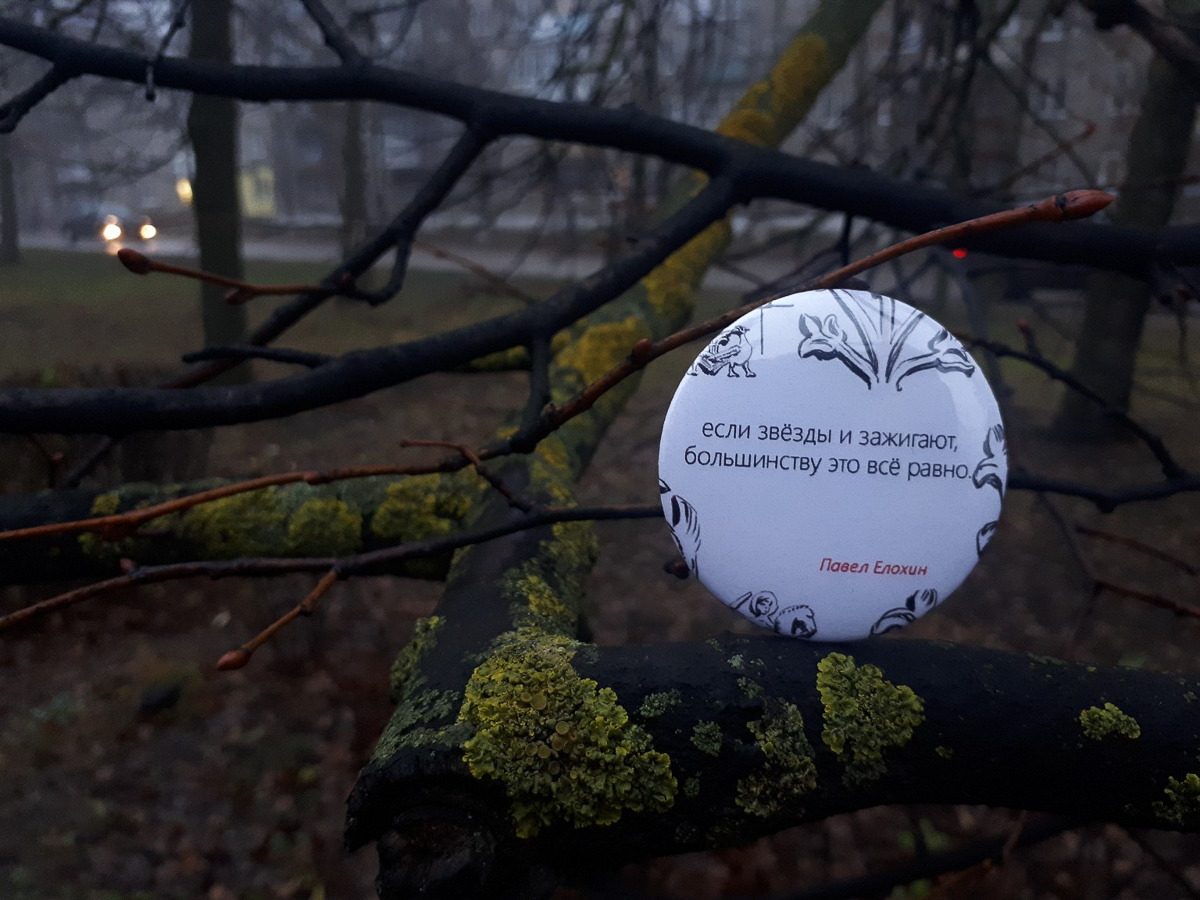 если звёзды и зажигают,
большинству это всё равно.
Павел Елохин